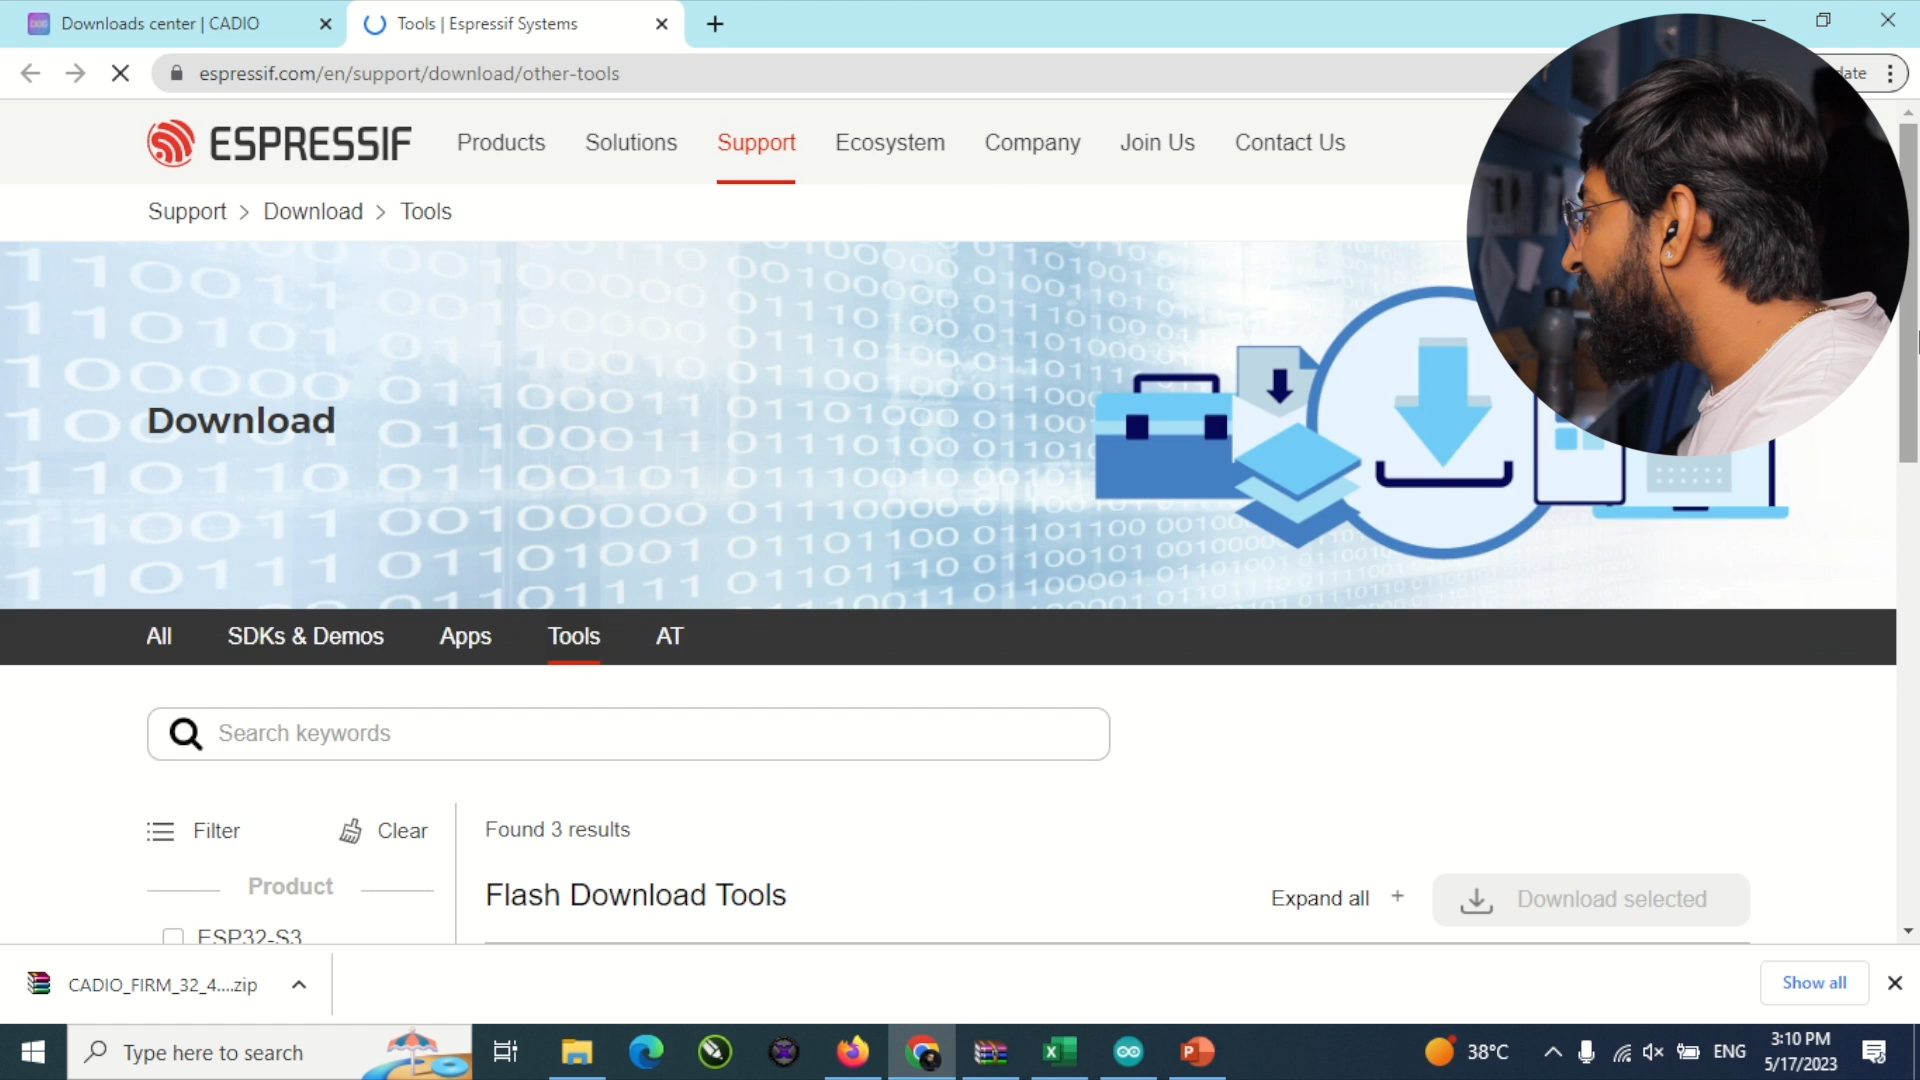 Downloads center | CADIO
Tools | Espressif Systems
espressif.com/en/support/download/other-tools
ESPRESSIF
Products
Solutions
Support
Ecosystem
Company
Join Us
Contact Us
Support > Download > Tools
Download
All
SDKs & Demos
Apps
Tools
AT
Search keywords
Filter
Clear
Found 3 results
Product
Flash Download Tools
Expand all +
Download selected
ESP32-S3
CADIO_FIRM_32_4....zip
Show all
Type here to search
38°C
ENG
3:10 PM
5/17/2023